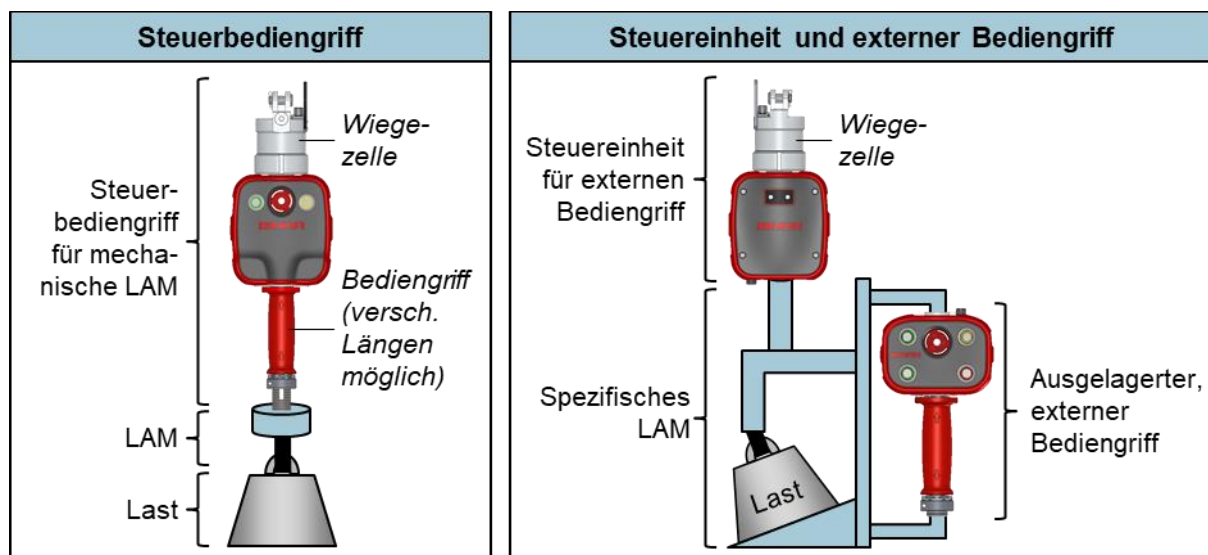 Steuerbediengriff
Wiege-
zelle
Steuer-
bediengriff
für mecha-
nische LAM
Bediengriff
(versch.
Längen
möglich)
LAM
Last
Steuereinheit und externer Bediengriff
Steuereinheit
für externen
Bediengriff
Wiege-
zelle
Spezifisches
LAM
Last
Ausgelagerter,
externer
Bediengriff